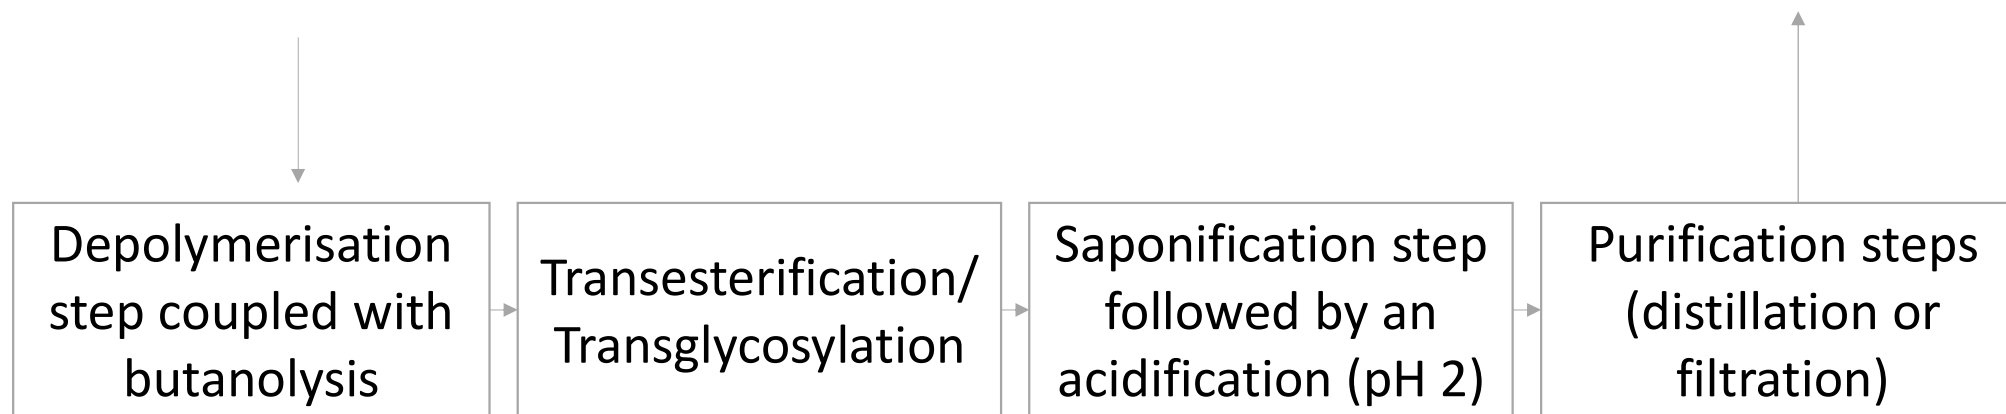 Depolymerisation
step coupled with
butanolysis
Transesterification/
Transglycosylation
Saponification step
followed by an
acidification (pH 2)
Purification steps
(distillation or
filtration)